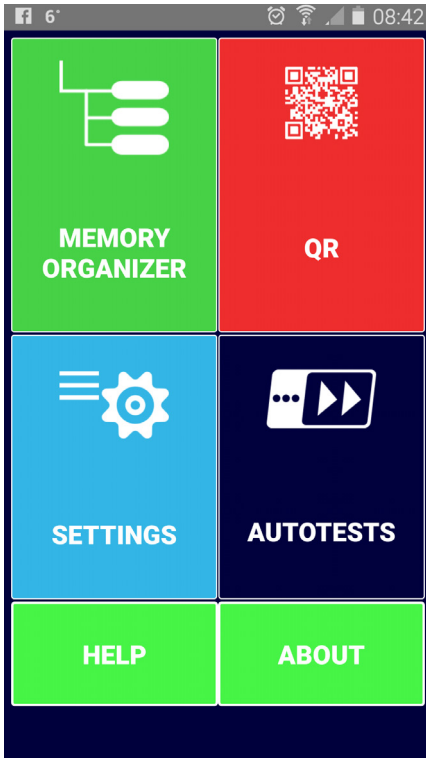 6° 08:42
MEMORY
ORGANIZER
QR
SETTINGS
AUTOTESTS
HELP
ABOUT